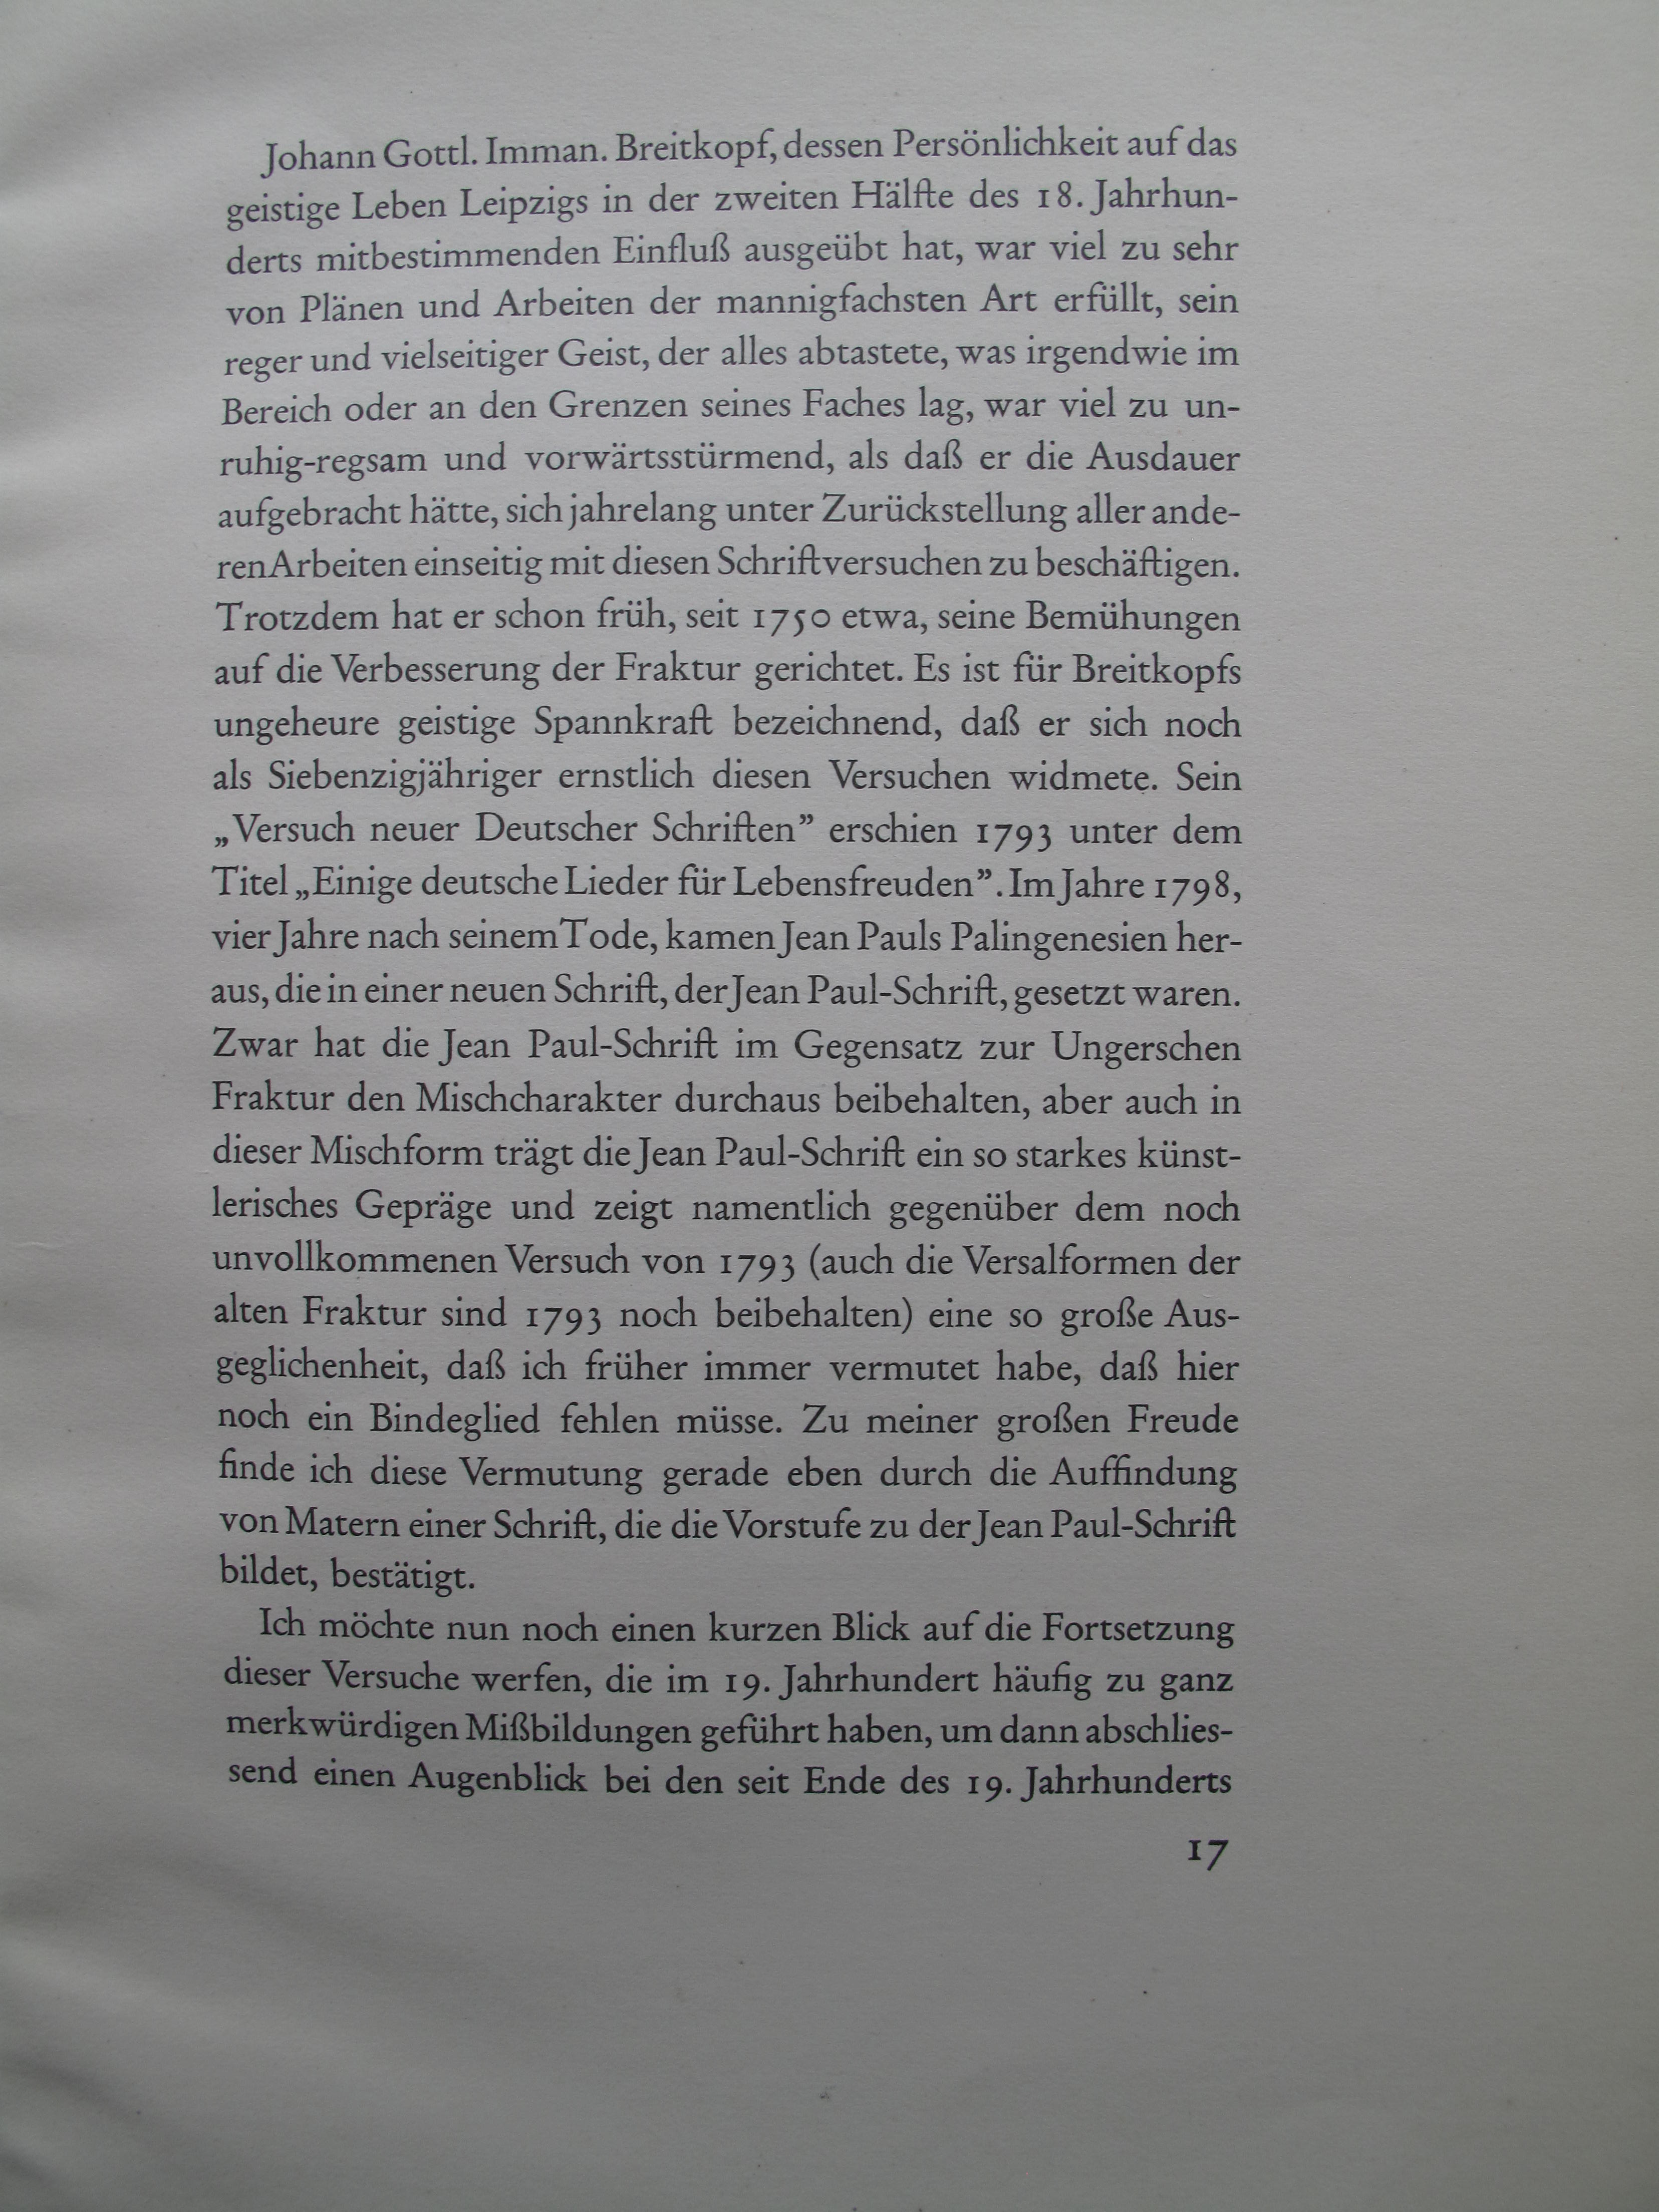 Johann Gottl. Imman. Breitkopf, dessen Persönlichkeit auf das
geistige Leben Leipzigs in der zweiten Hälfte des 18. Jahrhun-
derts mitbestimmenden Einfluß ausgeübt hat, war viel zu sehr
von Plänen und Arbeiten der mannigfachsten Art erfüllt, sein
reger und vielseitiger Geist, der alles abtastete, was irgendwie im
Bereich oder an den Grenzen seines Faches lag, war viel zu un-
ruhig-regsam und vorwärtsstürmend, als daß er die Ausdauer
aufgebracht hätte, sich jahrelang unter Zurückstellung aller ande-
ren Arbeiten einseitig mit diesen Schriftversuchen zu beschäftigen.
Trotzdem hat er schon früh, seit 1750 etwa, seine Bemühungen
auf die Verbesserung der Fraktur gerichtet. Es ist für Breitkopfs
ungeheure geistige Spannkraft bezeichnend, daß er sich noch
als Siebenzigjähriger ernstlich diesen Versuchen widmete. Sein
„Versuch neuer Deutscher Schriften” erschien 1793 unter dem
Titel „Einige deutsche Lieder für Lebensfreuden”. Im Jahre 1798,
vier Jahre nach seinem Tode, kamen Jean Pauls Palingenesien her-
aus, die in einer neuen Schrift, der Jean Paul-Schrift, gesetzt waren.
Zwar hat die Jean Paul-Schrift im Gegensatz zur Ungerschen
Fraktur den Mischcharakter durchaus beibehalten, aber auch in
dieser Mischform trägt die Jean Paul-Schrift ein so starkes künst-
lerisches Gepräge und zeigt namentlich gegenüber dem noch
unvollkommenen Versuch von 1793 (auch die Versalformen der
alten Fraktur sind 1793 noch beibehalten) eine so große Aus-
geglichenheit, daß ich früher immer vermutet habe, daß hier
noch ein Bindeglied fehlen müsse. Zu meiner großen Freude
finde ich diese Vermutung gerade eben durch die Auffindung
von Matern einer Schrift, die die Vorstufe zu der Jean Paul-Schrift
bildet, bestätigt.
Ich möchte nun noch einen kurzen Blick auf die Fortsetzung
dieser Versuche werfen, die im 19. Jahrhundert häufig zu ganz
merkwürdigen Mißbildungen geführt haben, um dann abschlies-
send einen Augenblick bei den seit Ende des 19. Jahrhunderts
17